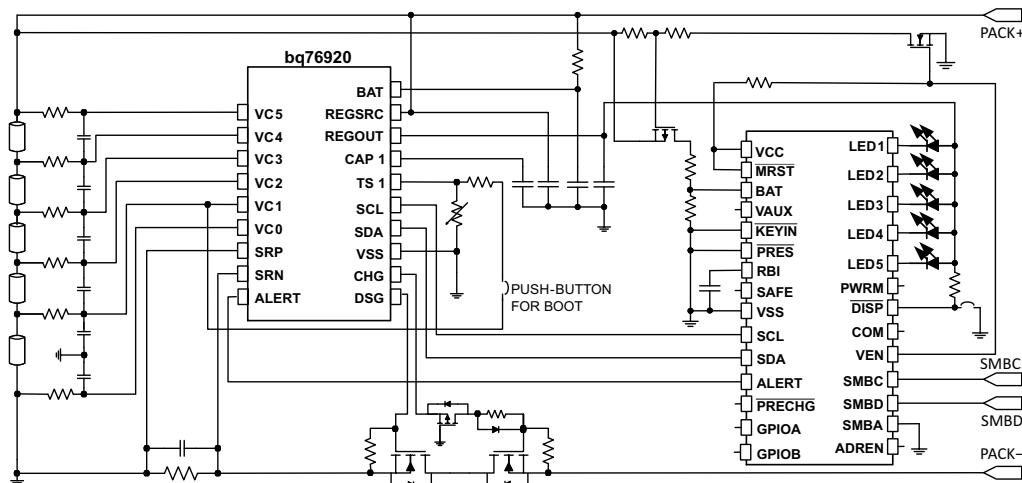 PACK+
bq76920
VC5
VC4
VC3
VC2
VC1
VC0
SRP
SRN
ALERT
BAT
REGSRC
REGOUT
CAP 1
TS 1
SCL
SDA
VSS
CHG
DSG
PUSH-BUTTON
FOR BOOT
VCC
MRST
BAT
VAUX
KEYIN
PRES
RBI
SAFE
VSS
SCL
SDA
ALERT
PRECHG
GPIOA
GPIOB
LED1
LED2
LED3
LED4
LED5
PWRM
DISP
COM
VEN
SMBC
SMBD
SMBA
ADREN
SMBC
SMBD
PACK–